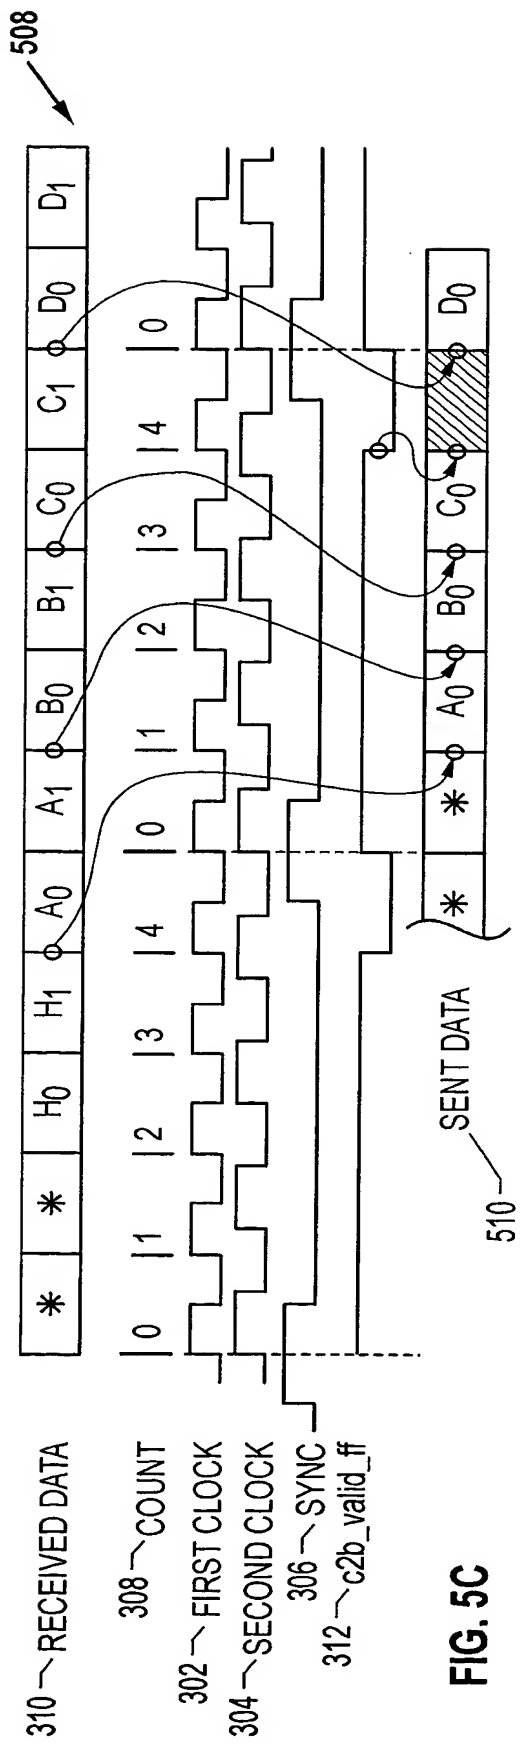 508
310 RECEIVED DATA * * H0 H1 A0 A1 B0 B1 C0 C1 D0 D1
308 COUNT 0 1 2 3 4 0 1 2 3 4 0
302 FIRST CLOCK
304 SECOND CLOCK
306 SYNC
312 c2b_valid_ff
510 SENT DATA * * A0 B0 C0 D0
FIG. 5C